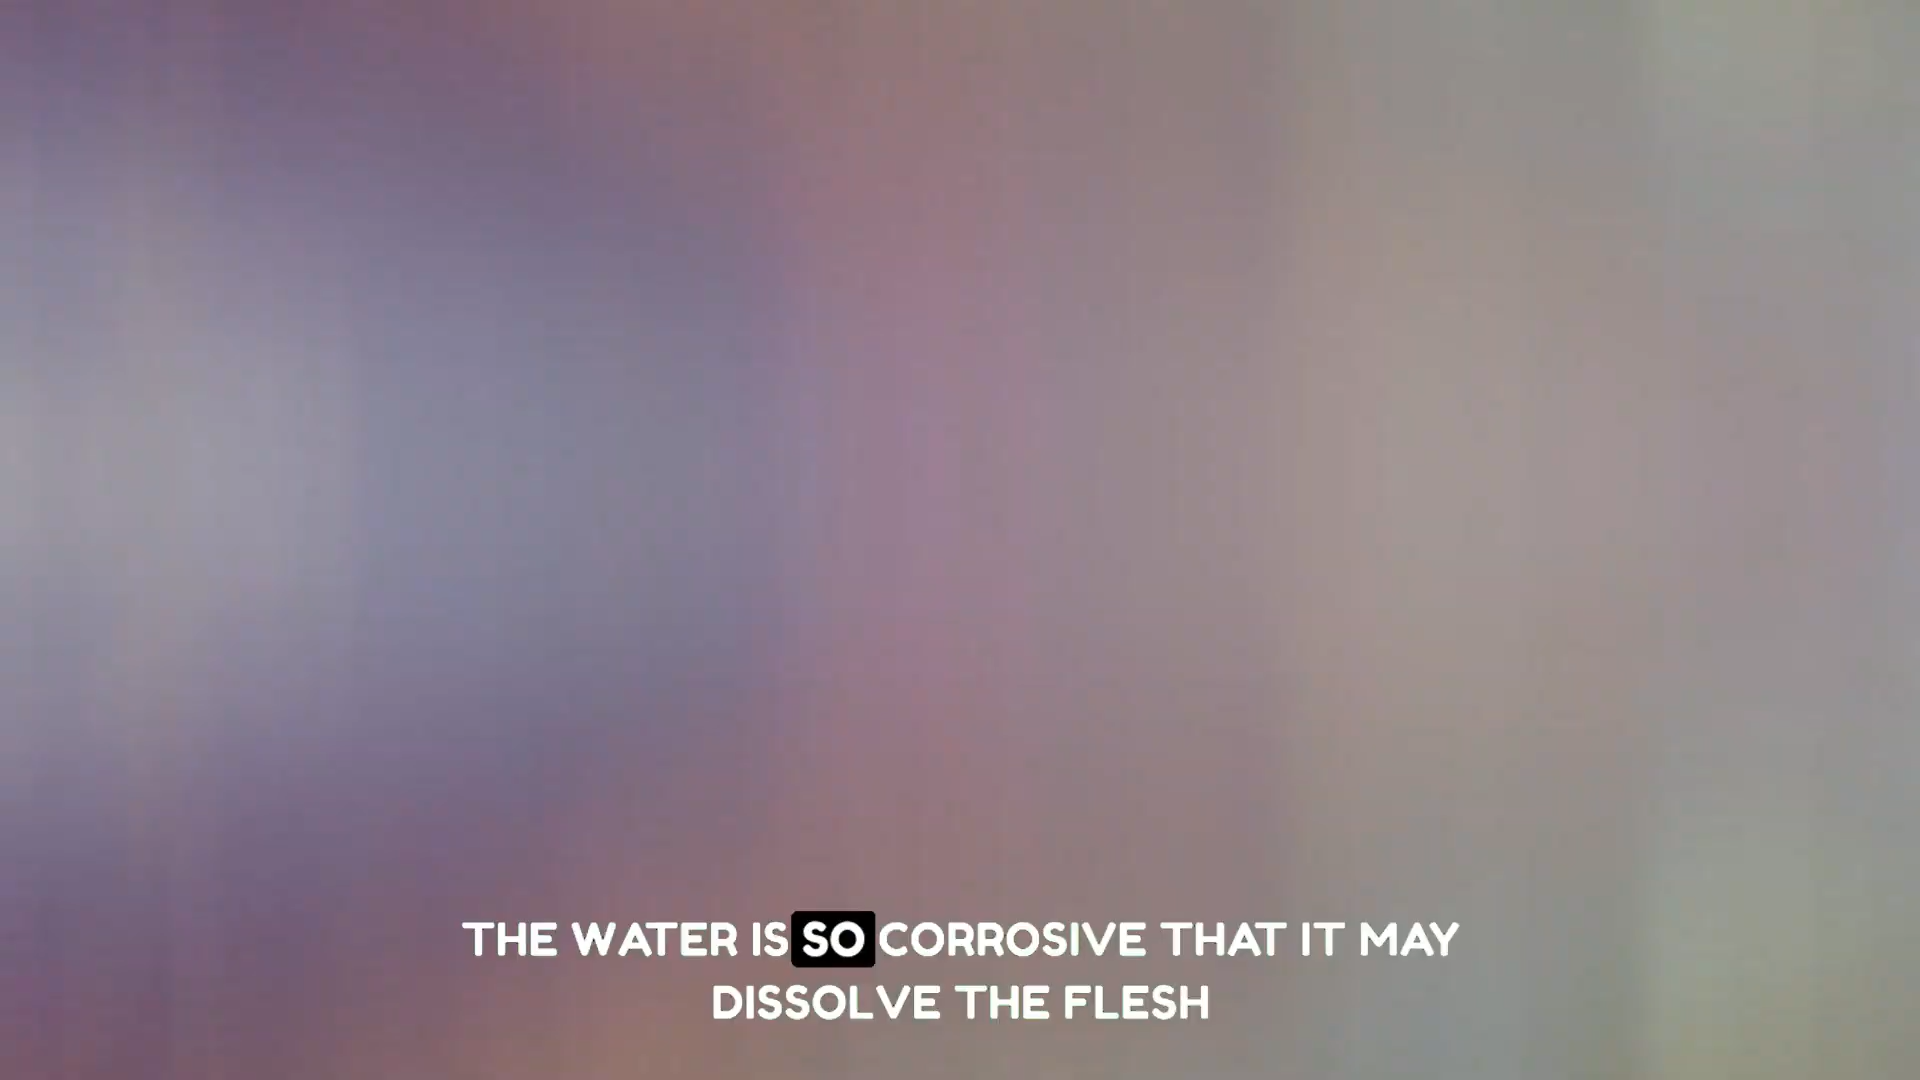 THE WATER IS SO CORROSIVE THAT IT MAY
DISSOLVE THE FLESH